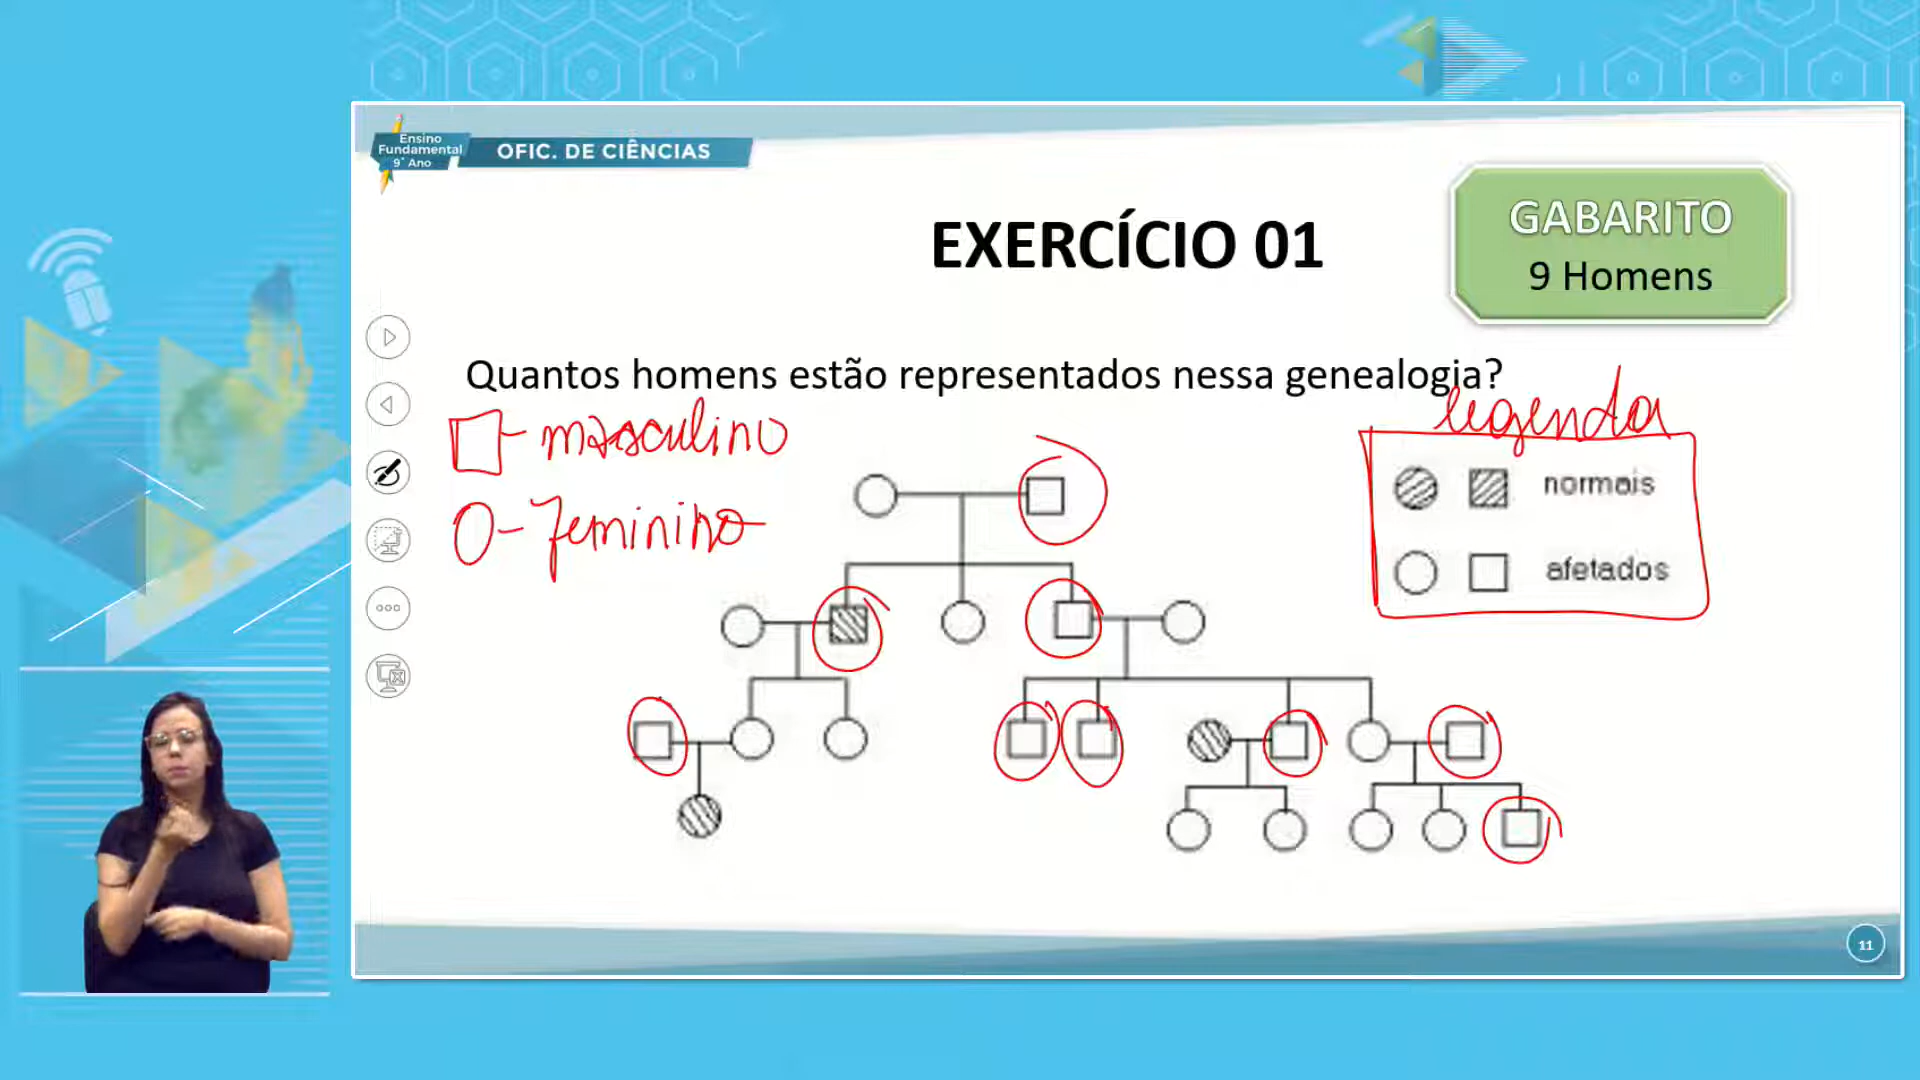 Ensino
Fundamental
9° Ano
OFIC. DE CIÊNCIAS
EXERCÍCIO 01
GABARITO
9 Homens
Quantos homens estão representados nessa genealogia?
legenda
- masculino
- feminino
normais
afetados
11